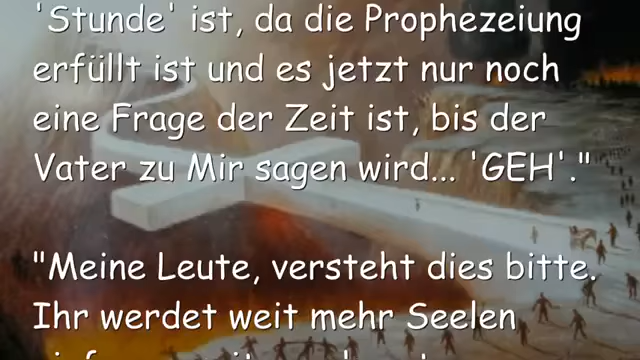 'Stunde' ist, da die Prophezeiung
erfüllt ist und es jetzt nur noch
eine Frage der Zeit ist, bis der
Vater zu Mir sagen wird... 'GEH'."
"Meine Leute, versteht dies bitte.
Ihr werdet weit mehr Seelen